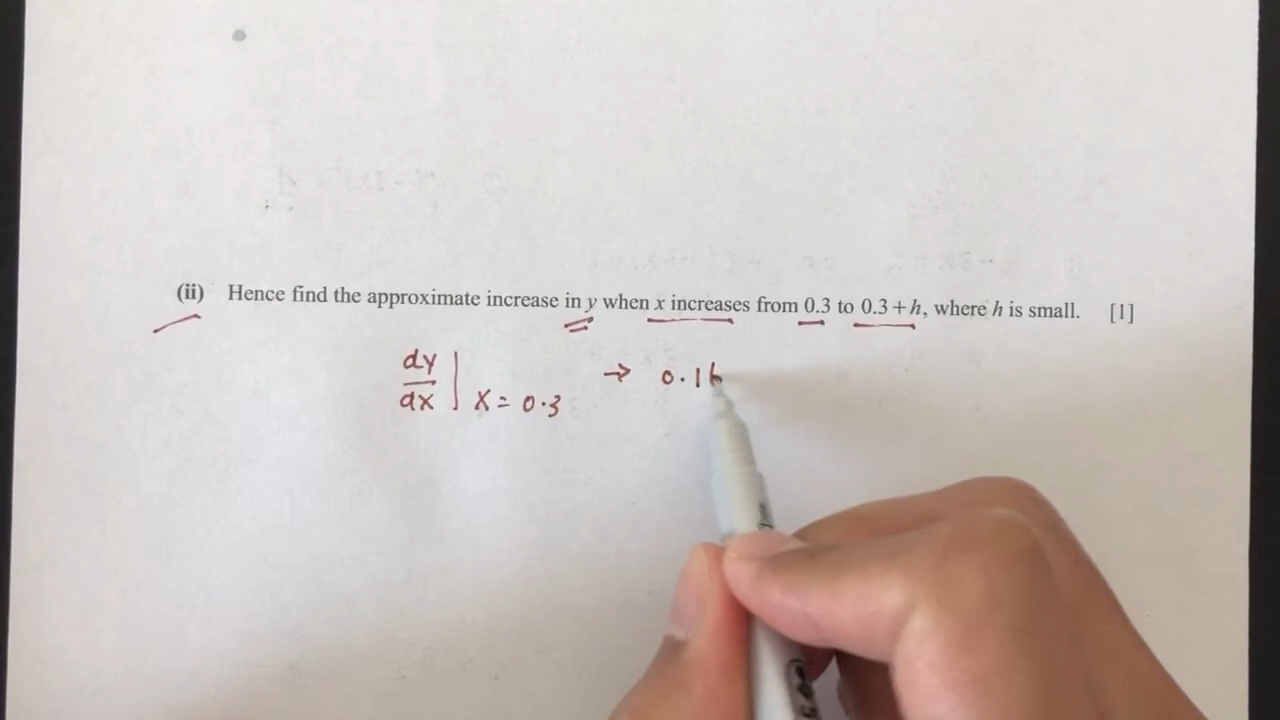 (ii) Hence find the approximate increase in y when x increases from 0.3 to 0.3 + h, where h is small. [1]
dy → 0.16
dx x = 0.3